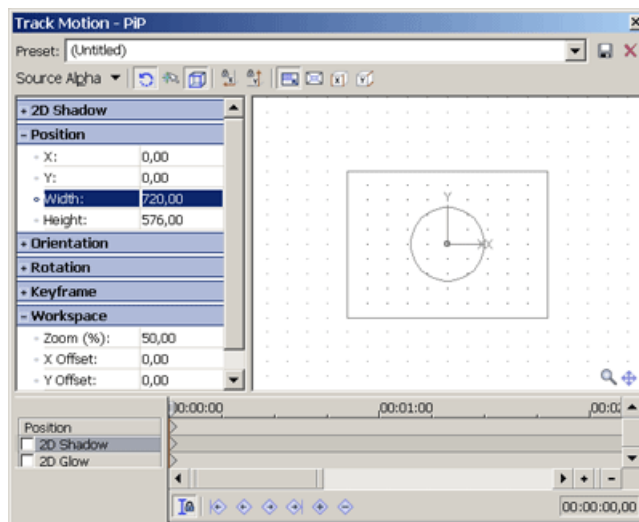 Track Motion - PiP
Preset: (Untitled)
Source Alpha
+ 2D Shadow
- Position
X: 0,00
Y: 0,00
Width: 720,00
Height: 576,00
+ Orientation
+ Rotation
+ Keyframe
- Workspace
Zoom (%): 50,00
X Offset: 0,00
Y Offset: 0,00
Y
X
00:00:00 00:01:00 00:02
Position
2D Shadow
2D Glow
00:00:00,00